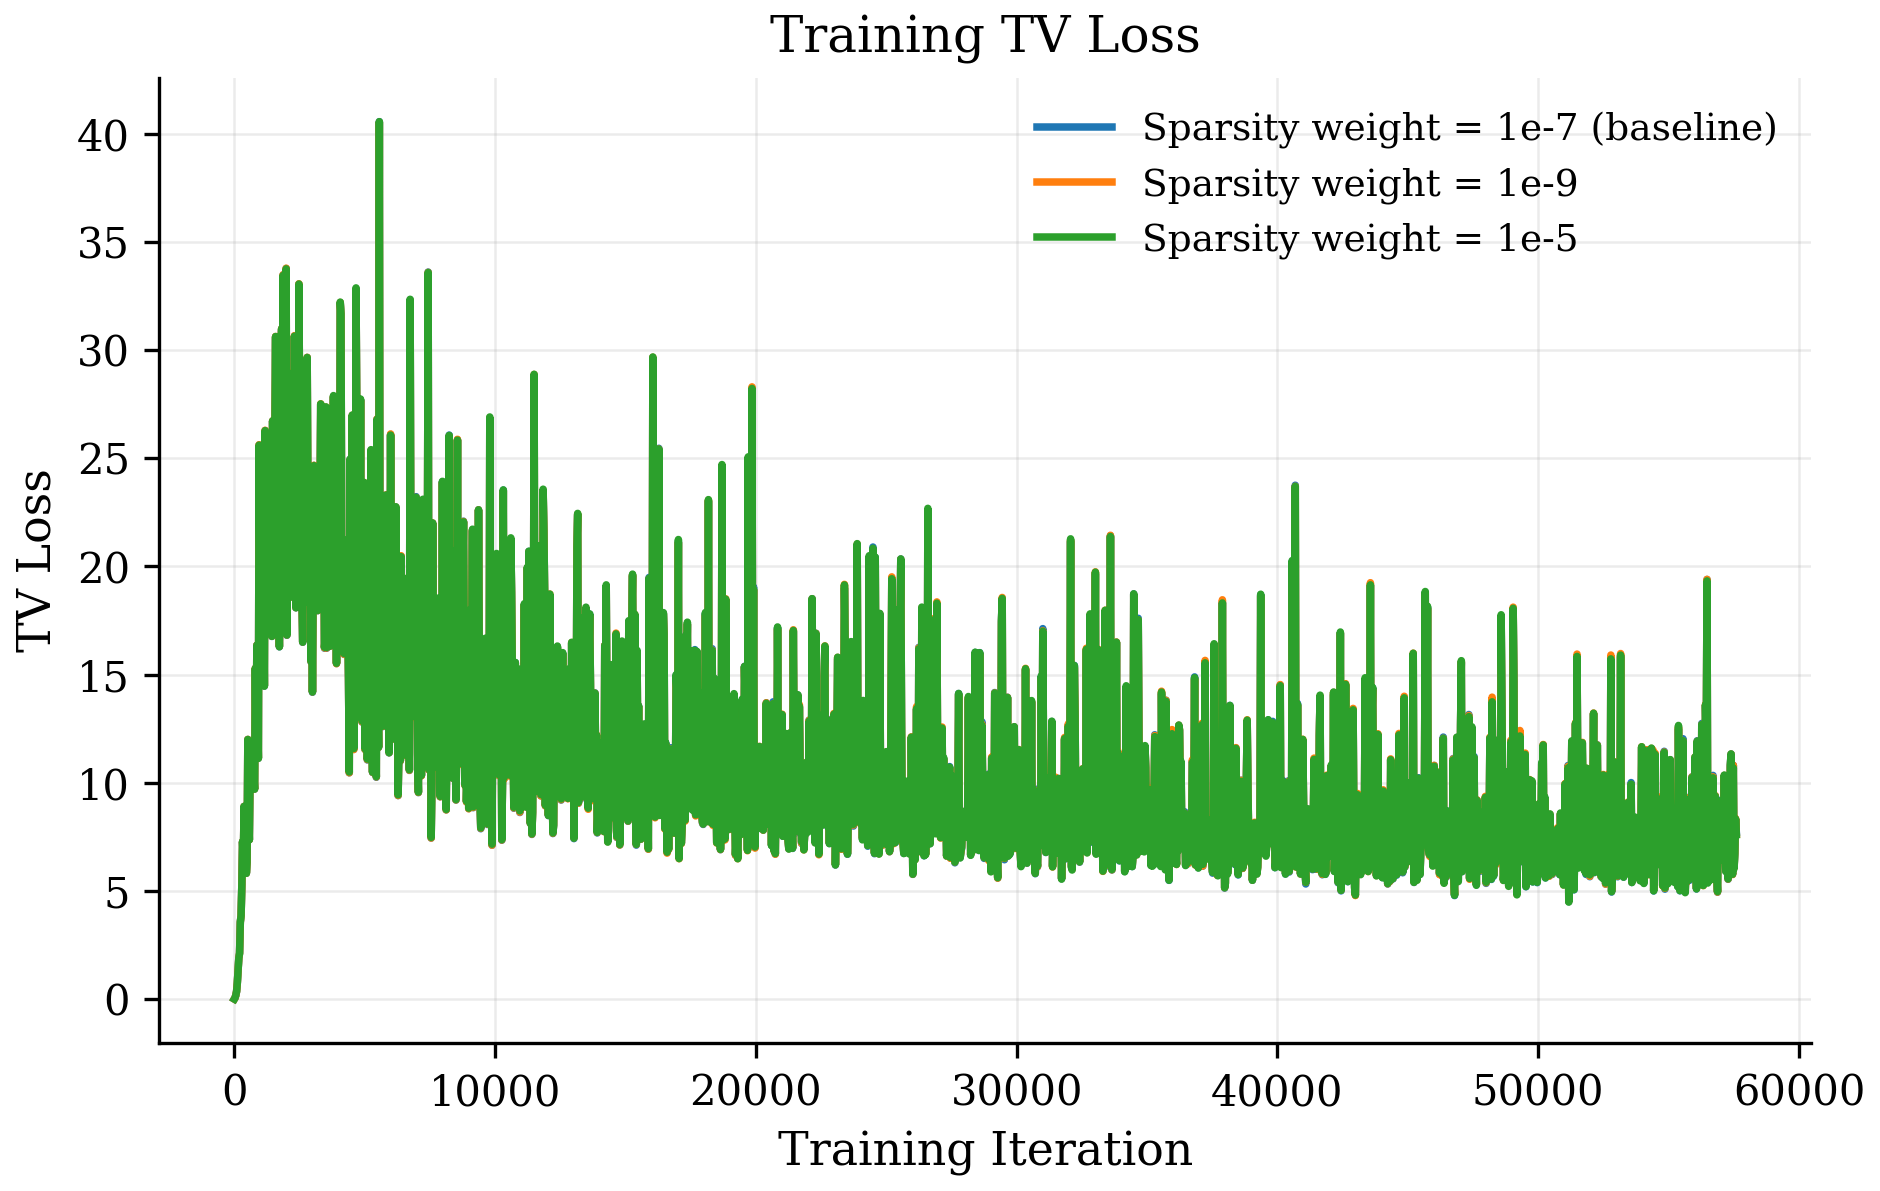 Training TV Loss
Sparsity weight = 1e-7 (baseline)
Sparsity weight = 1e-9
Sparsity weight = 1e-5
TV Loss
40
35
30
25
20
15
10
5
0
0 10000 20000 30000 40000 50000 60000
Training Iteration